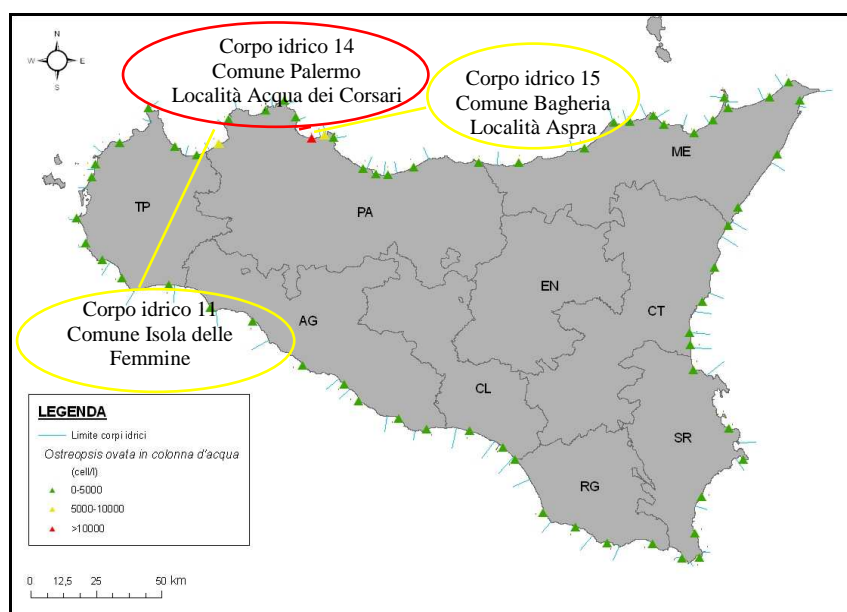 N
W E
S
Corpo idrico 14
Comune Palermo
Località Acqua dei Corsari
Corpo idrico 15
Comune Bagheria
Località Aspra
ME
TP
PA
EN
CT
AG
Corpo idrico 11
Comune Isola delle
Femmine
CL
SR
RG
LEGENDA
Limite corpi idrici
Ostreopsis ovata in colonna d'acqua
(cell/l)
0-5000
5000-10000
>10000
0 12,5 25 50 km